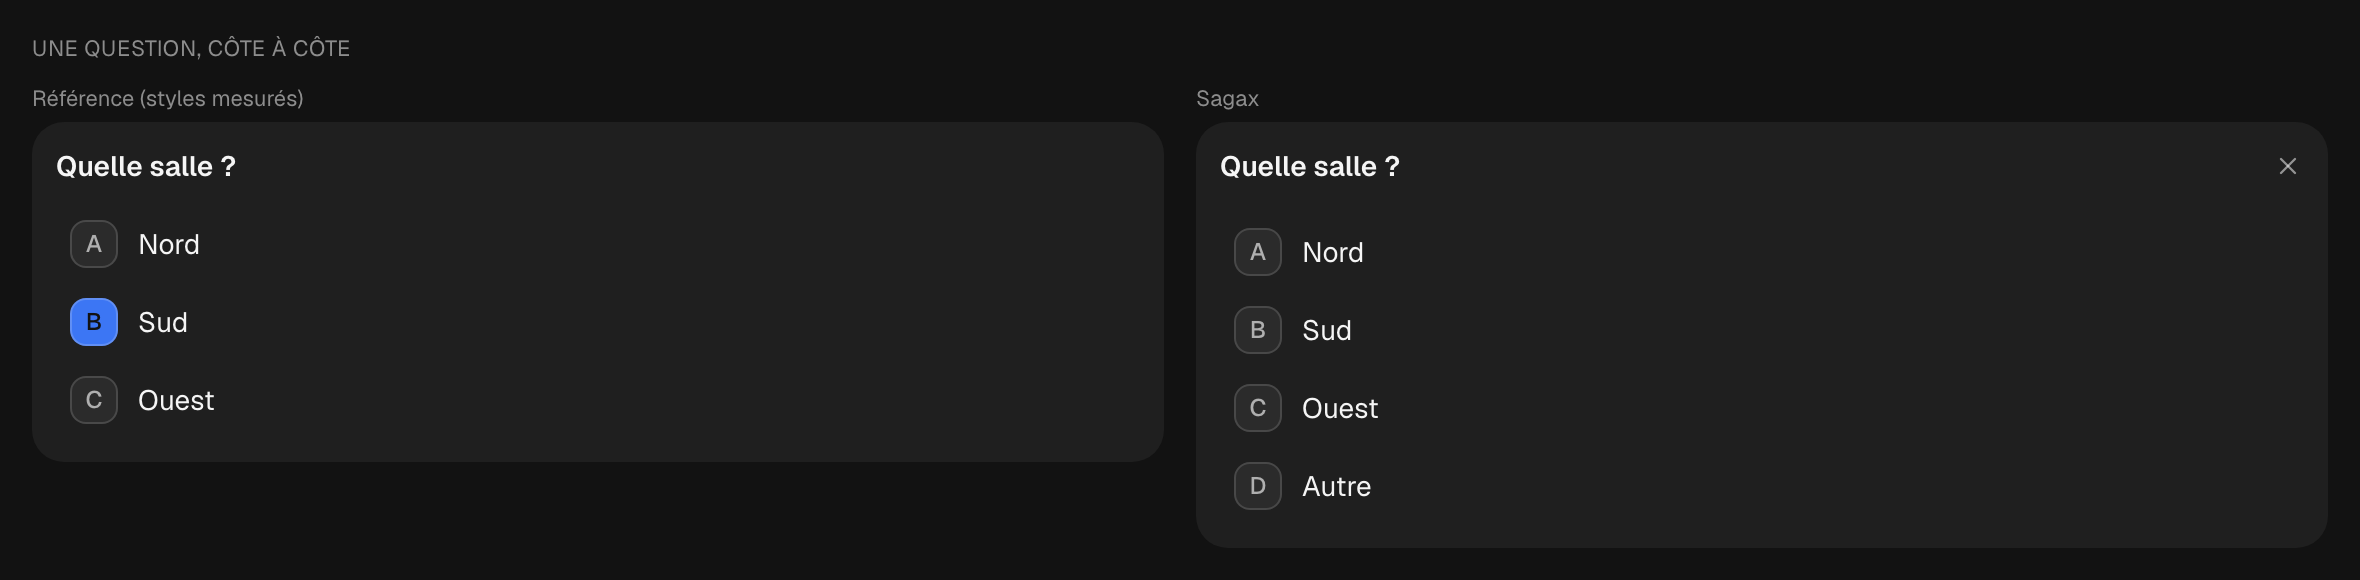 UNE QUESTION, CÔTE À CÔTE
Référence (styles mesurés)
Quelle salle ?
A Nord
B Sud
C Ouest
Sagax
Quelle salle ?
A Nord
B Sud
C Ouest
D Autre